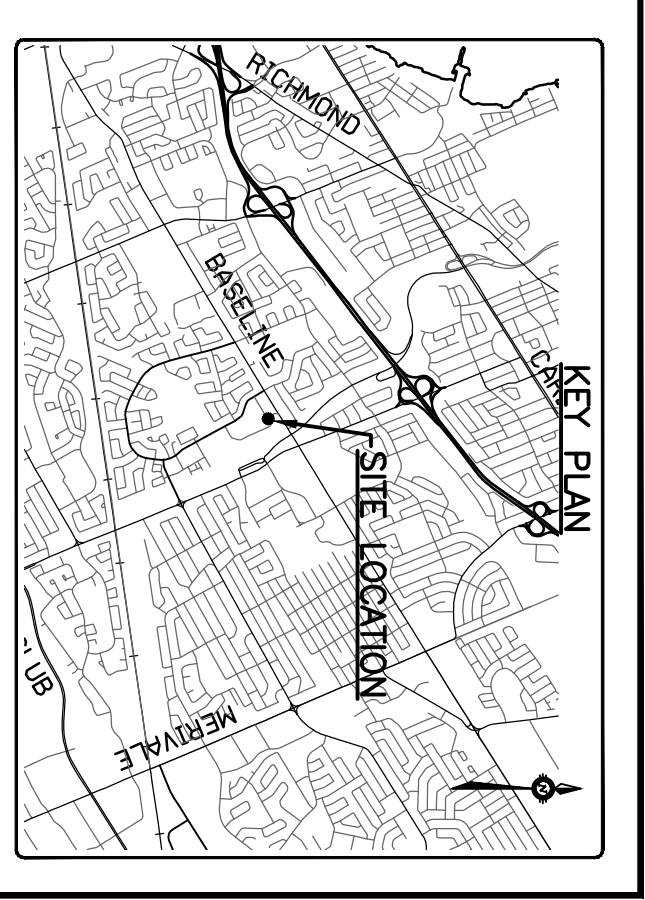 KEY PLAN
RICHMOND
BASELINE
SITE LOCATION
MERIVALE
N